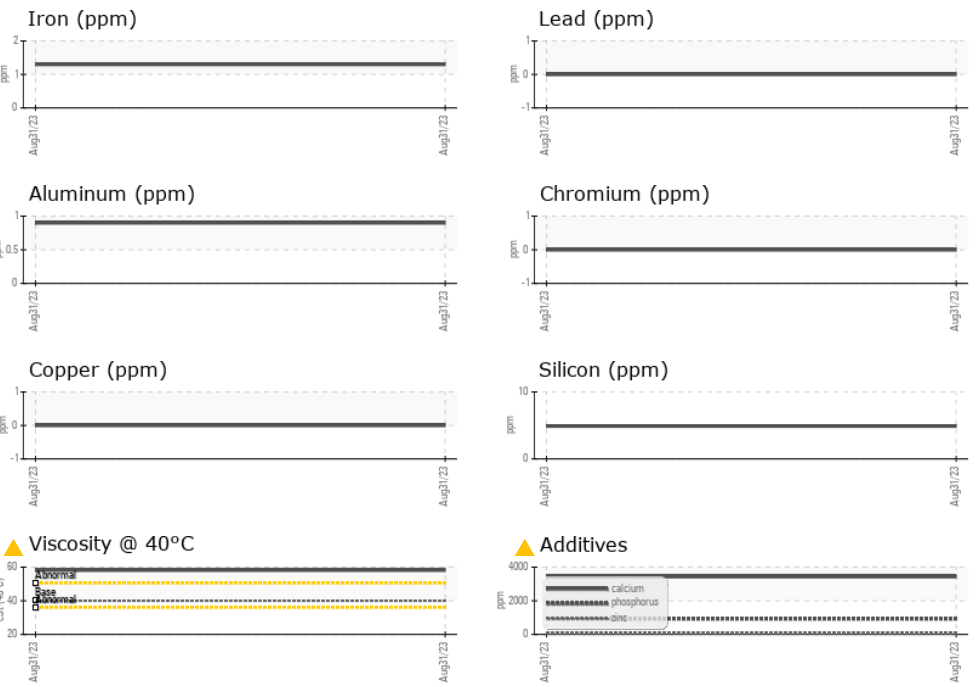 Iron (ppm)
2
1
0
ppm
Aug31/23
Aug31/23
Lead (ppm)
1
0
-1
ppm
Aug31/23
Aug31/23
Aluminum (ppm)
1
0.5
0
ppm
Aug31/23
Aug31/23
Chromium (ppm)
1
0
-1
ppm
Aug31/23
Aug31/23
Copper (ppm)
1
0
-1
ppm
Aug31/23
Aug31/23
Silicon (ppm)
10
0
ppm
Aug31/23
Aug31/23
Viscosity @ 40°C
60
40
20
Abnormal
Base
Abnormal
Aug31/23
Aug31/23
Additives
4000
2000
0
ppm
calcium
phosphorus
zinc
Aug31/23
Aug31/23